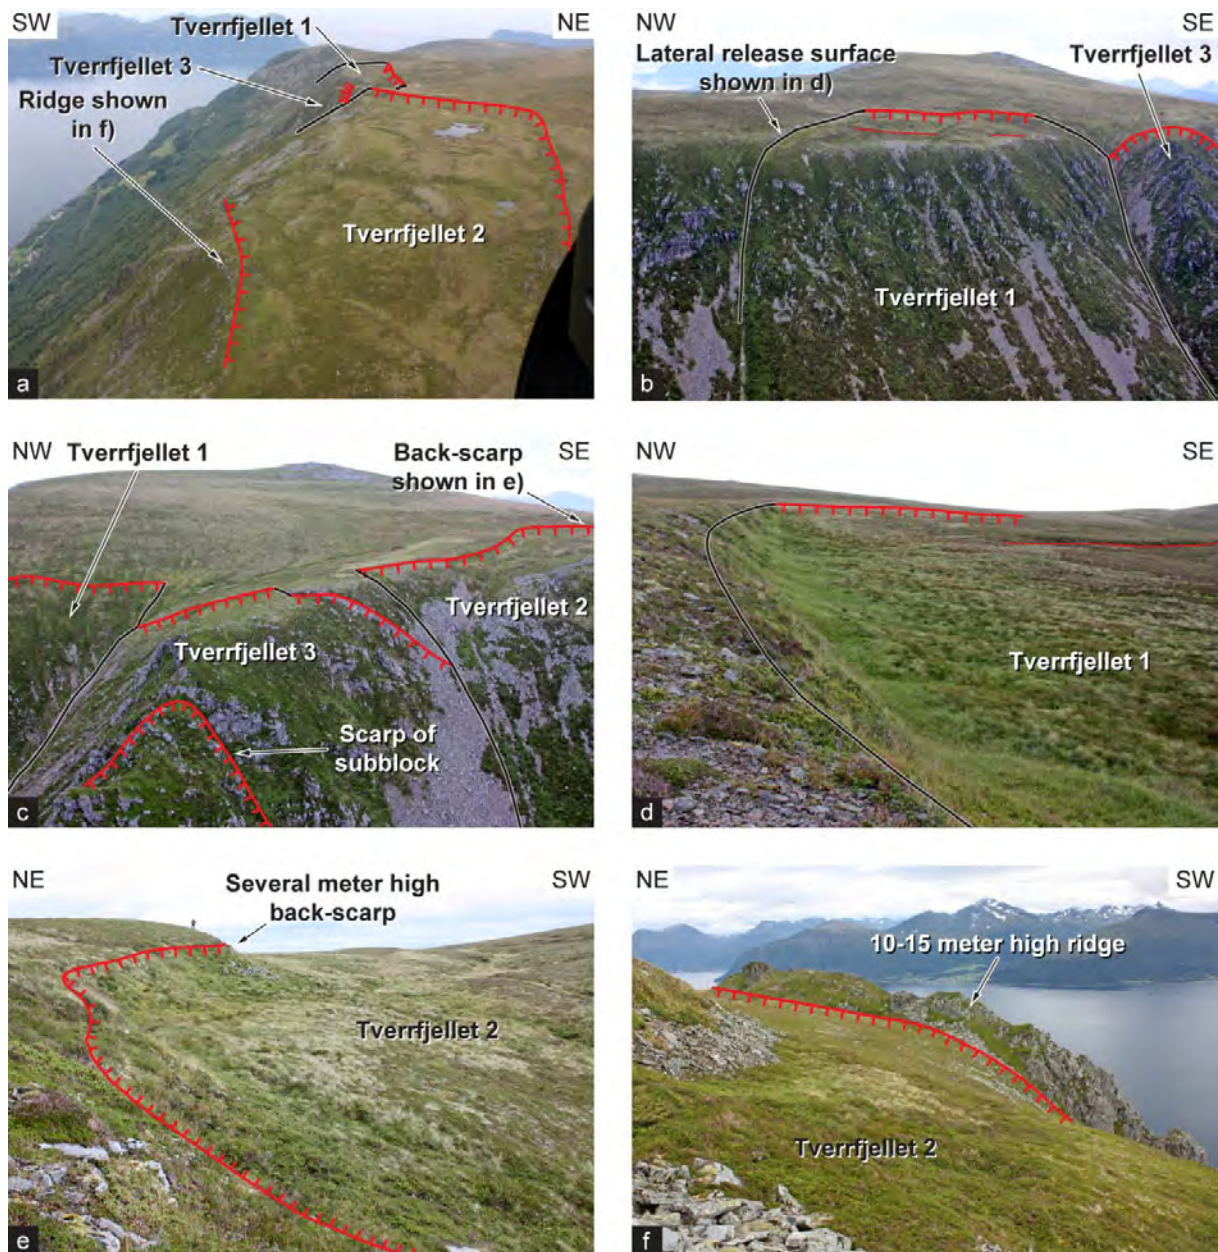 SW
NE
Tverrfjellet 1
Tverrfjellet 3
Ridge shown
in f)
Tverrfjellet 2
a
NW
SE
Lateral release surface
shown in d)
Tverrfjellet 3
Tverrfjellet 1
b
NW
SE
Tverrfjellet 1
Back-scarp
shown in e)
Tverrfjellet 2
Tverrfjellet 3
Scarp of
subblock
c
NW
SE
Tverrfjellet 1
d
NE
SW
Several meter high
back-scarp
Tverrfjellet 2
e
NE
SW
10-15 meter high ridge
Tverrfjellet 2
f